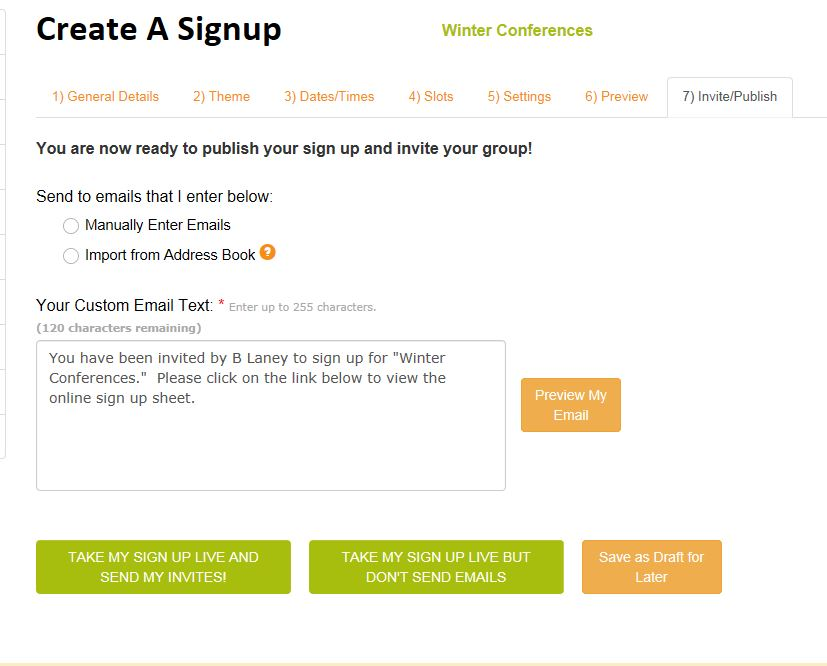 Create A Signup
Winter Conferences
1) General Details 2) Theme 3) Dates/Times 4) Slots 5) Settings 6) Preview 7) Invite/Publish
You are now ready to publish your sign up and invite your group!
Send to emails that I enter below:
Manually Enter Emails
Import from Address Book ?
Your Custom Email Text: * Enter up to 255 characters.
(120 characters remaining)
You have been invited by B Laney to sign up for "Winter
Conferences."  Please click on the link below to view the
online sign up sheet.
Preview My
Email
TAKE MY SIGN UP LIVE AND
SEND MY INVITES!
TAKE MY SIGN UP LIVE BUT
DON'T SEND EMAILS
Save as Draft for
Later